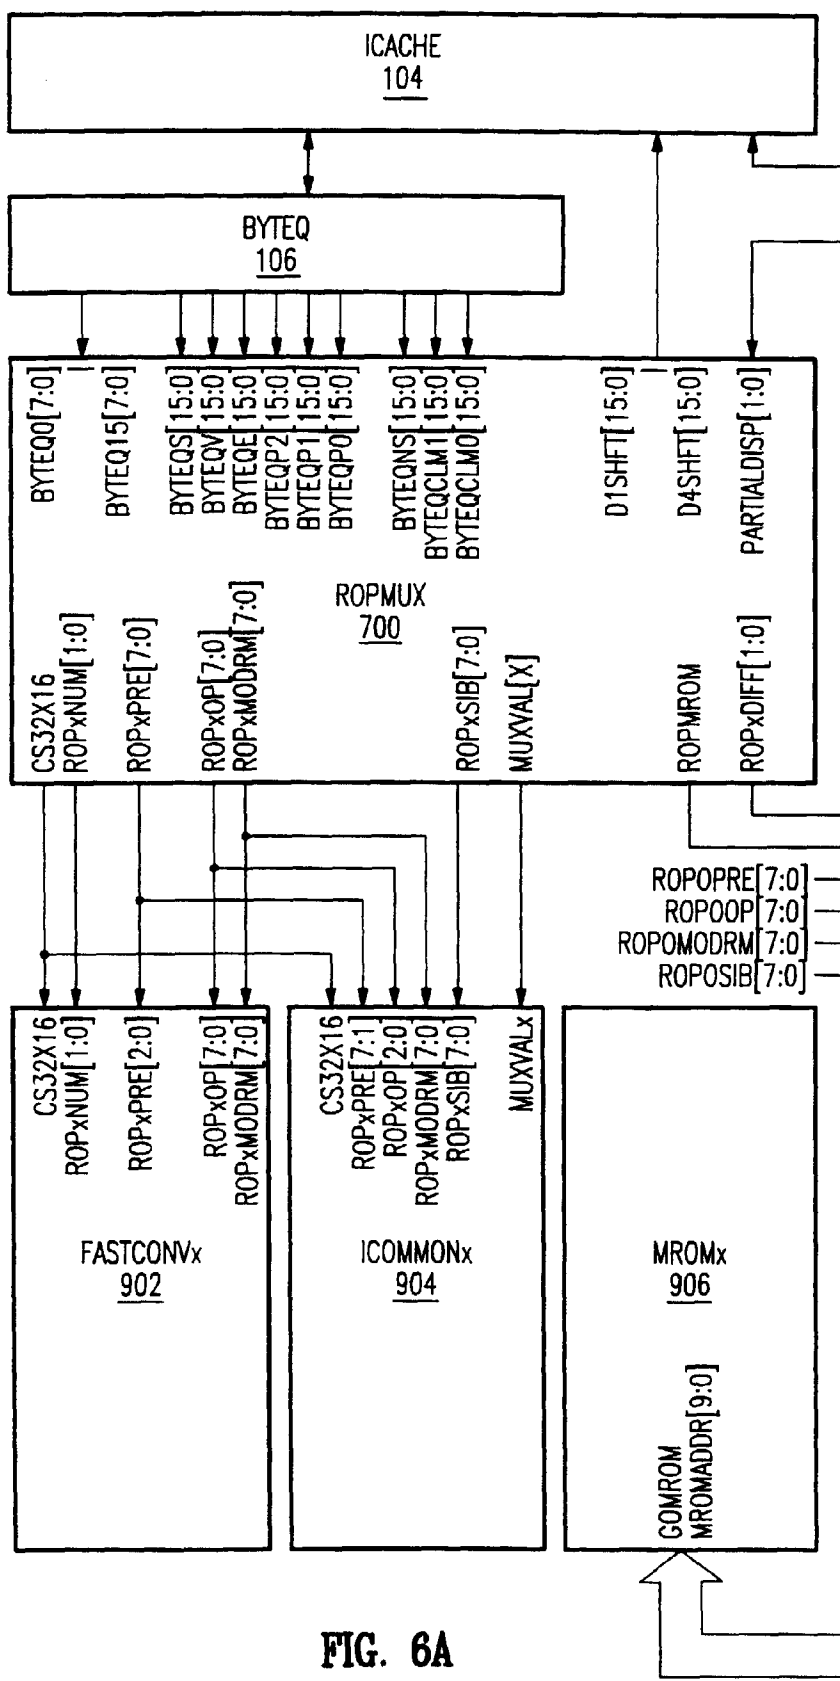 ICACHE
104
BYTEQ
106
BYTEQ0[7:0]
BYTEQ15[7:0]
BYTEQS[15:0]
BYTEQV[15:0]
BYTEQE[15:0]
BYTEQP2[15:0]
BYTEQP1[15:0]
BYTEQP0[15:0]
BYTEQNS[15:0]
BYTEQCLM1[15:0]
BYTEQCLM0[15:0]
D1SHFT[15:0]
D4SHFT[15:0]
PARTIALDISP[1:0]
ROPMUX
700
CS32X16
ROPxNUM[1:0]
ROPxPRE[7:0]
ROPxOP[7:0]
ROPxMODRM[7:0]
ROPxSIB[7:0]
MUXVAL[X]
ROPMROM
ROPxDIFF[1:0]
ROPOPRE[7:0]
ROPOOP[7:0]
ROPOMODRM[7:0]
ROPOSIB[7:0]
CS32X16
ROPxNUM[1:0]
ROPxPRE[2:0]
ROPxOP[7:0]
ROPxMODRM[7:0]
FASTCONVx
902
CS32X16
ROPxPRE[7:1]
ROPxOP[2:0]
ROPxMODRM[7:0]
ROPxSIB[7:0]
MUXVALx
ICOMMONx
904
MROMx
906
GOMROM
MROMADDR[9:0]
FIG. 6A